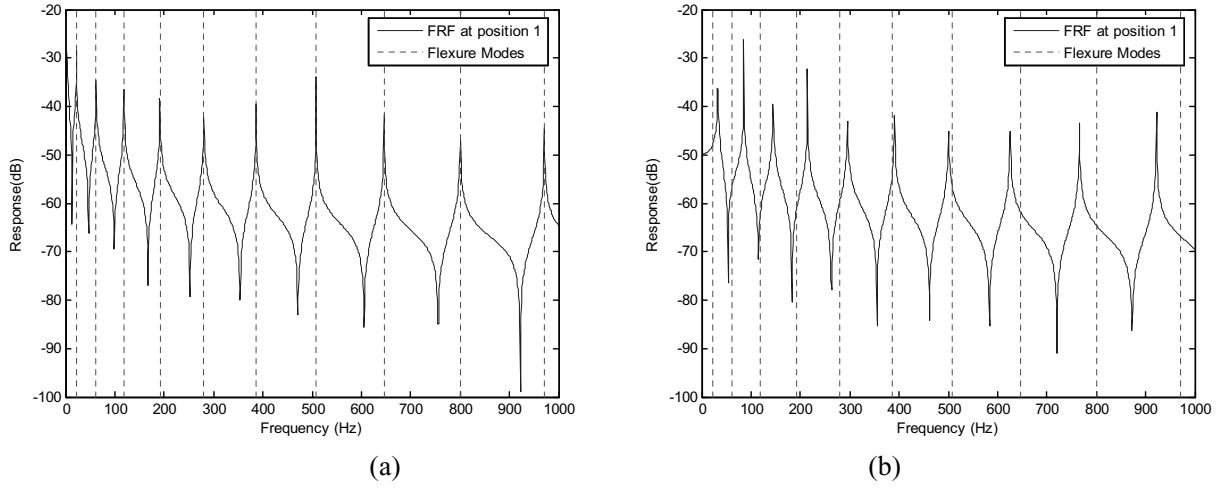 -20
-30
-40
-50
-60
-70
-80
-90
-100
Response(dB)
0 100 200 300 400 500 600 700 800 900 1000
Frequency (Hz)
FRF at position 1
Flexure Modes
(a)
-20
-30
-40
-50
-60
-70
-80
-90
-100
Response(dB)
0 100 200 300 400 500 600 700 800 900 1000
Frequency (Hz)
FRF at position 1
Flexure Modes
(b)